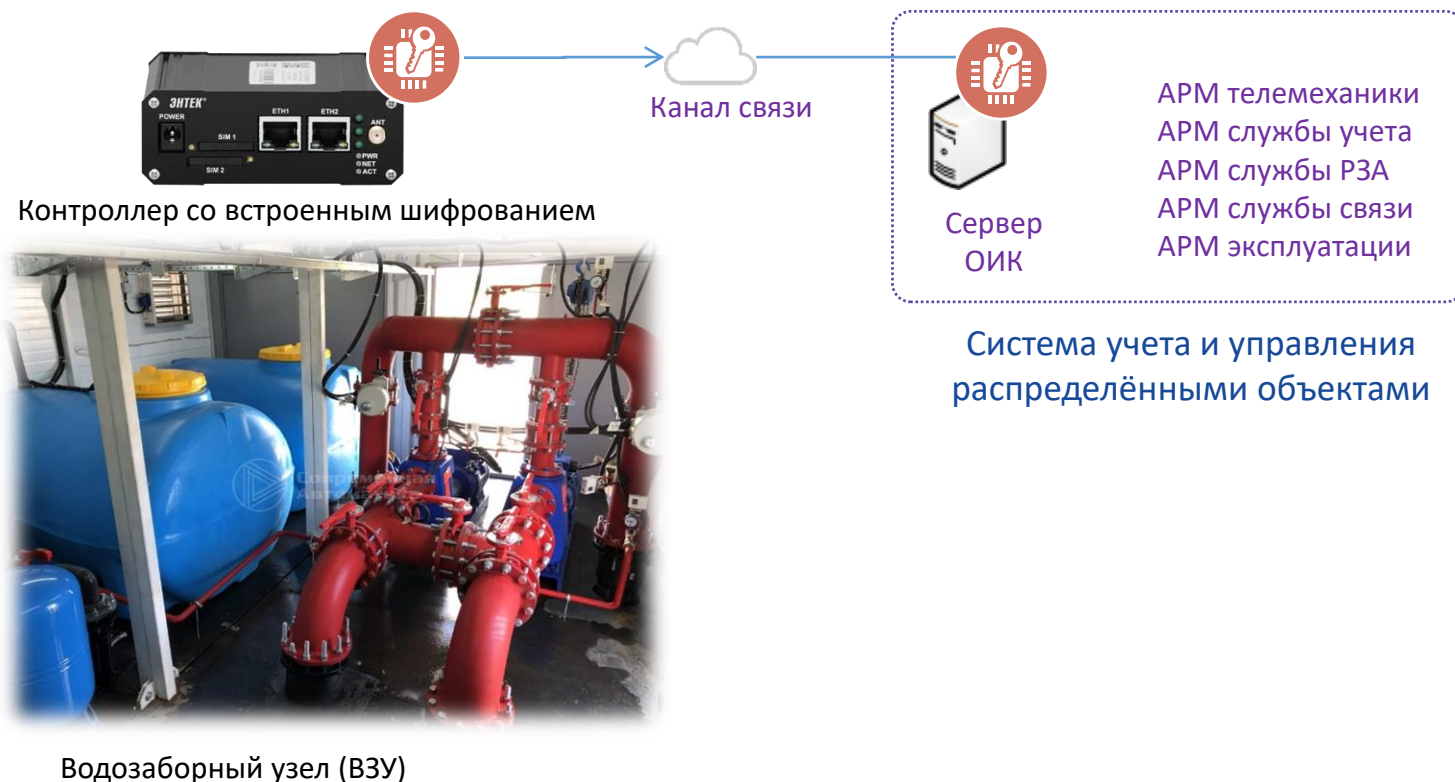 ЭНТЕК®
POWER
SIM 1
SIM 2
ETH1
ETH2
ANT
PWR
NET
ACT
Канал связи
Сервер
ОИК
АРМ телемеханики
АРМ службы учета
АРМ службы РЗА
АРМ службы связи
АРМ эксплуатации
Контроллер со встроенным шифрованием
Система учета и управления
распределёнными объектами
Современная
Автоматика
Водозаборный узел (ВЗУ)